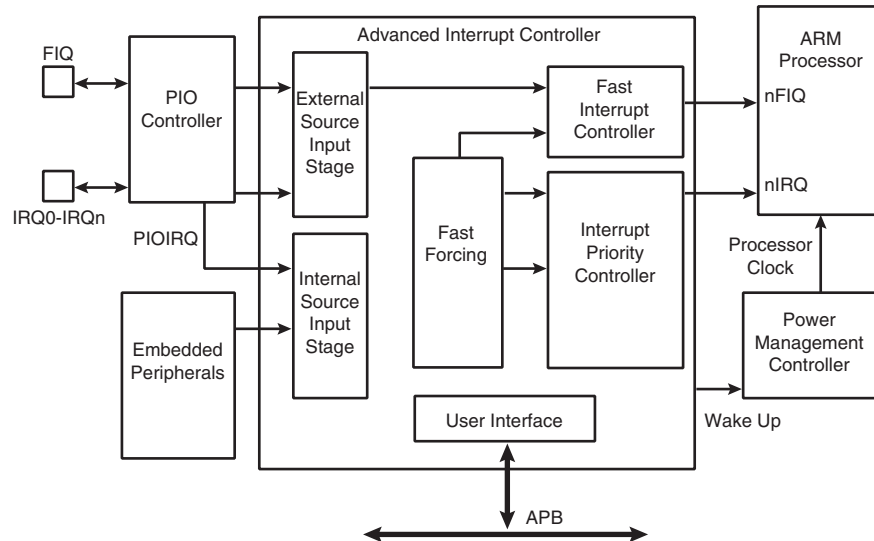 Advanced Interrupt Controller
FIQ
PIO
Controller
IRQ0-IRQn
PIOIRQ
Embedded
Peripherals
External
Source
Input
Stage
Internal
Source
Input
Stage
Fast
Forcing
Fast
Interrupt
Controller
Interrupt
Priority
Controller
User Interface
APB
ARM
Processor
nFIQ
nIRQ
Processor
Clock
Power
Management
Controller
Wake Up